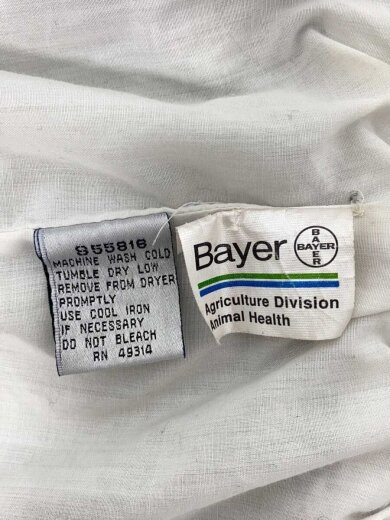 955816
MACHINE WASH COLD
TUMBLE DRY LOW
REMOVE FROM DRYER
PROMPTLY
USE COOL IRON
IF NECESSARY
DO NOT BLEACH
RN 49314
Bayer
BAYER
BAYER
Agriculture Division
Animal Health